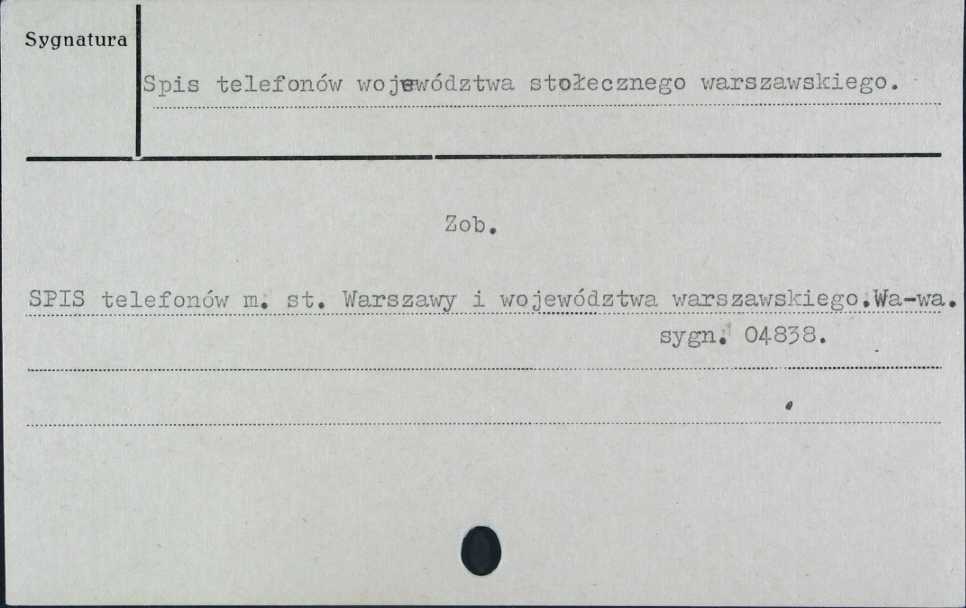 Sygnatura
Spis telefonów województwa stołecznego warszawskiego.
Zob.
SPIS telefonów m. st. Warszawy i województwa warszawskiego.Wa-wa.
sygn. 04838.